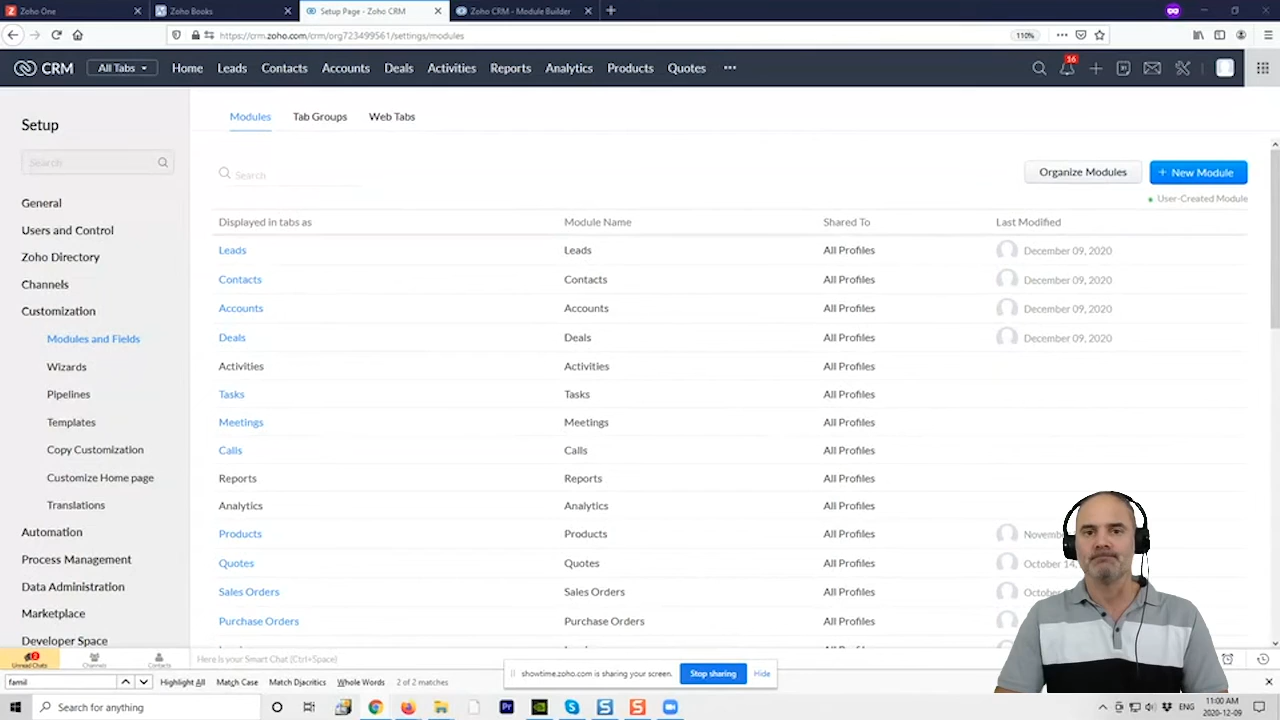 Zoho One
Zoho Books
Setup Page - Zoho CRM
Zoho CRM - Module Builder
https://crm.zoho.com/crm/org723499561/settings/modules
110%
CRM
All Tabs
Home
Leads
Contacts
Accounts
Deals
Activities
Reports
Analytics
Products
Quotes
16
Setup
Search
General
Users and Control
Zoho Directory
Channels
Customization
Modules and Fields
Wizards
Pipelines
Templates
Copy Customization
Customize Home page
Translations
Automation
Process Management
Data Administration
Marketplace
Developer Space
Modules
Tab Groups
Web Tabs
Search
Organize Modules
+ New Module
User-Created Module
Displayed in tabs as Module Name Shared To Last Modified
Leads Leads All Profiles December 09, 2020
Contacts Contacts All Profiles December 09, 2020
Accounts Accounts All Profiles December 09, 2020
Deals Deals All Profiles December 09, 2020
Activities Activities All Profiles
Tasks Tasks All Profiles
Meetings Meetings All Profiles
Calls Calls All Profiles
Reports Reports All Profiles
Analytics Analytics All Profiles
Products Products All Profiles
Quotes Quotes All Profiles October 14,
Sales Orders Sales Orders All Profiles
Purchase Orders Purchase Orders All Profiles
2
Unread Chats
Channels
Contacts
Here is your Smart Chat (Ctrl+Space)
showtime.zoho.com is sharing your screen.
Stop sharing
Hide
famil
Highlight All
Match Case
Match Diacritics
Whole Words
2 of 2 matches
Search for anything
ENG
11:00 AM
2020-12-09